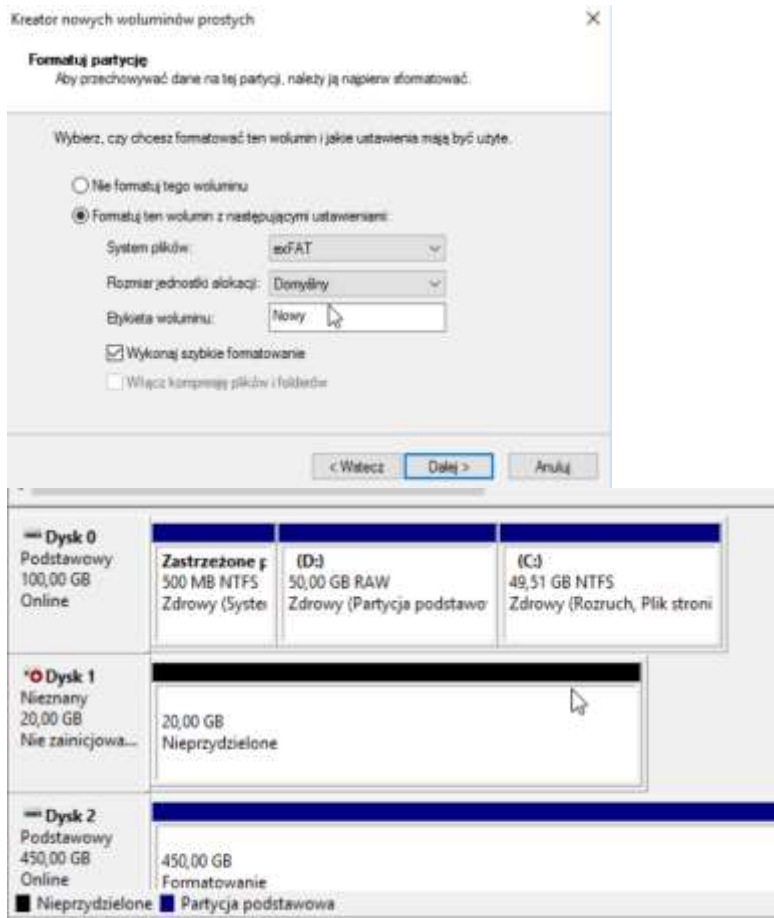 Kreator nowych woluminów prostych
Formatuj partycję
Aby przechowywać dane na tej partycji, należy ją najpierw sformatować.
Wybierz, czy chcesz formatować ten wolumin i jakie ustawienia mają być użyte.
Nie formatuj tego woluminu
Formatuj ten wolumin z następującymi ustawieniami:
System plików:
exFAT
Rozmiar jednostki alokacji:
Domyślny
Etykieta woluminu:
Nowy
Wykonaj szybkie formatowanie
Włącz kompresję plików i folderów
< Wstecz
Dalej >
Anuluj
Dysk 0
Podstawowy
100,00 GB
Online
Zastrzeżone p
500 MB NTFS
Zdrowy (Syster
(D:)
50,00 GB RAW
Zdrowy (Partycja podstawow
(C:)
49,51 GB NTFS
Zdrowy (Rozruch, Plik stroni
Dysk 1
Nieznany
20,00 GB
Nie zainicjowa...
20,00 GB
Nieprzydzielone
Dysk 2
Podstawowy
450,00 GB
Online
450,00 GB
Formatowanie
Nieprzydzielone
Partycja podstawowa